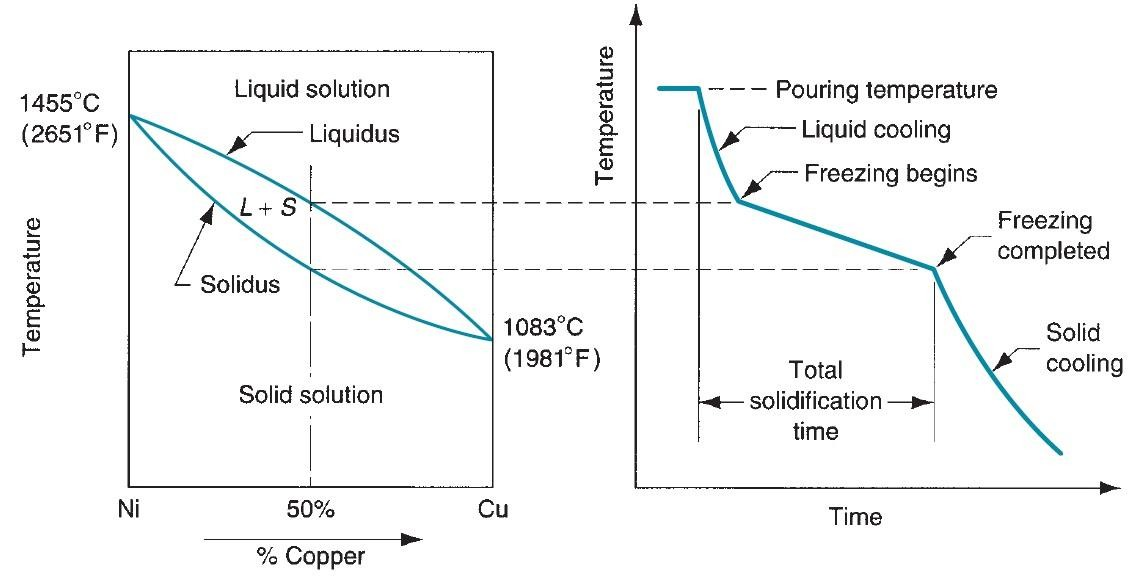 Liquid solution
1455°C
(2651°F)
Liquidus
L + S
Solidus
1083°C
(1981°F)
Solid solution
Temperature
Ni
50%
Cu
% Copper
Temperature
Pouring temperature
Liquid cooling
Freezing begins
Freezing
completed
Solid
cooling
Total
solidification
time
Time